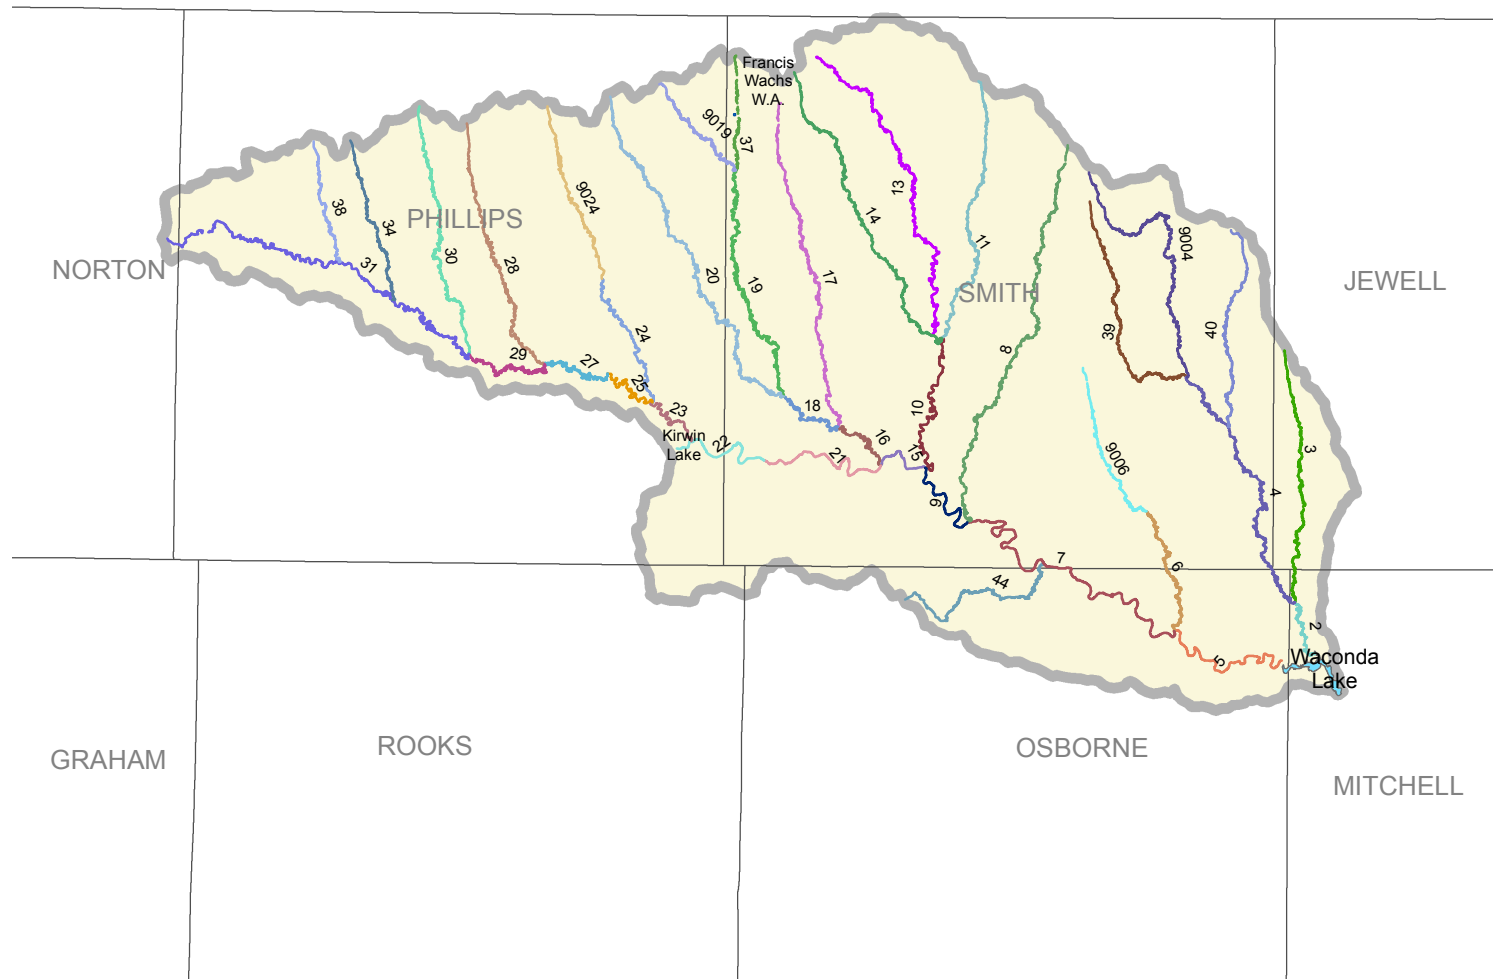 Francis
Wachs
W.A.
9019
37
13
38
34
PHILLIPS
9024
14
11
9004
NORTON
31
30
28
20
19
17
SMITH
JEWELL
24
8
39
40
29
27
25
23
18
10
Kirwin
Lake
22
21
16
15
9006
3
4
9
7
44
6
2
5
Waconda
Lake
GRAHAM
ROOKS
OSBORNE
MITCHELL